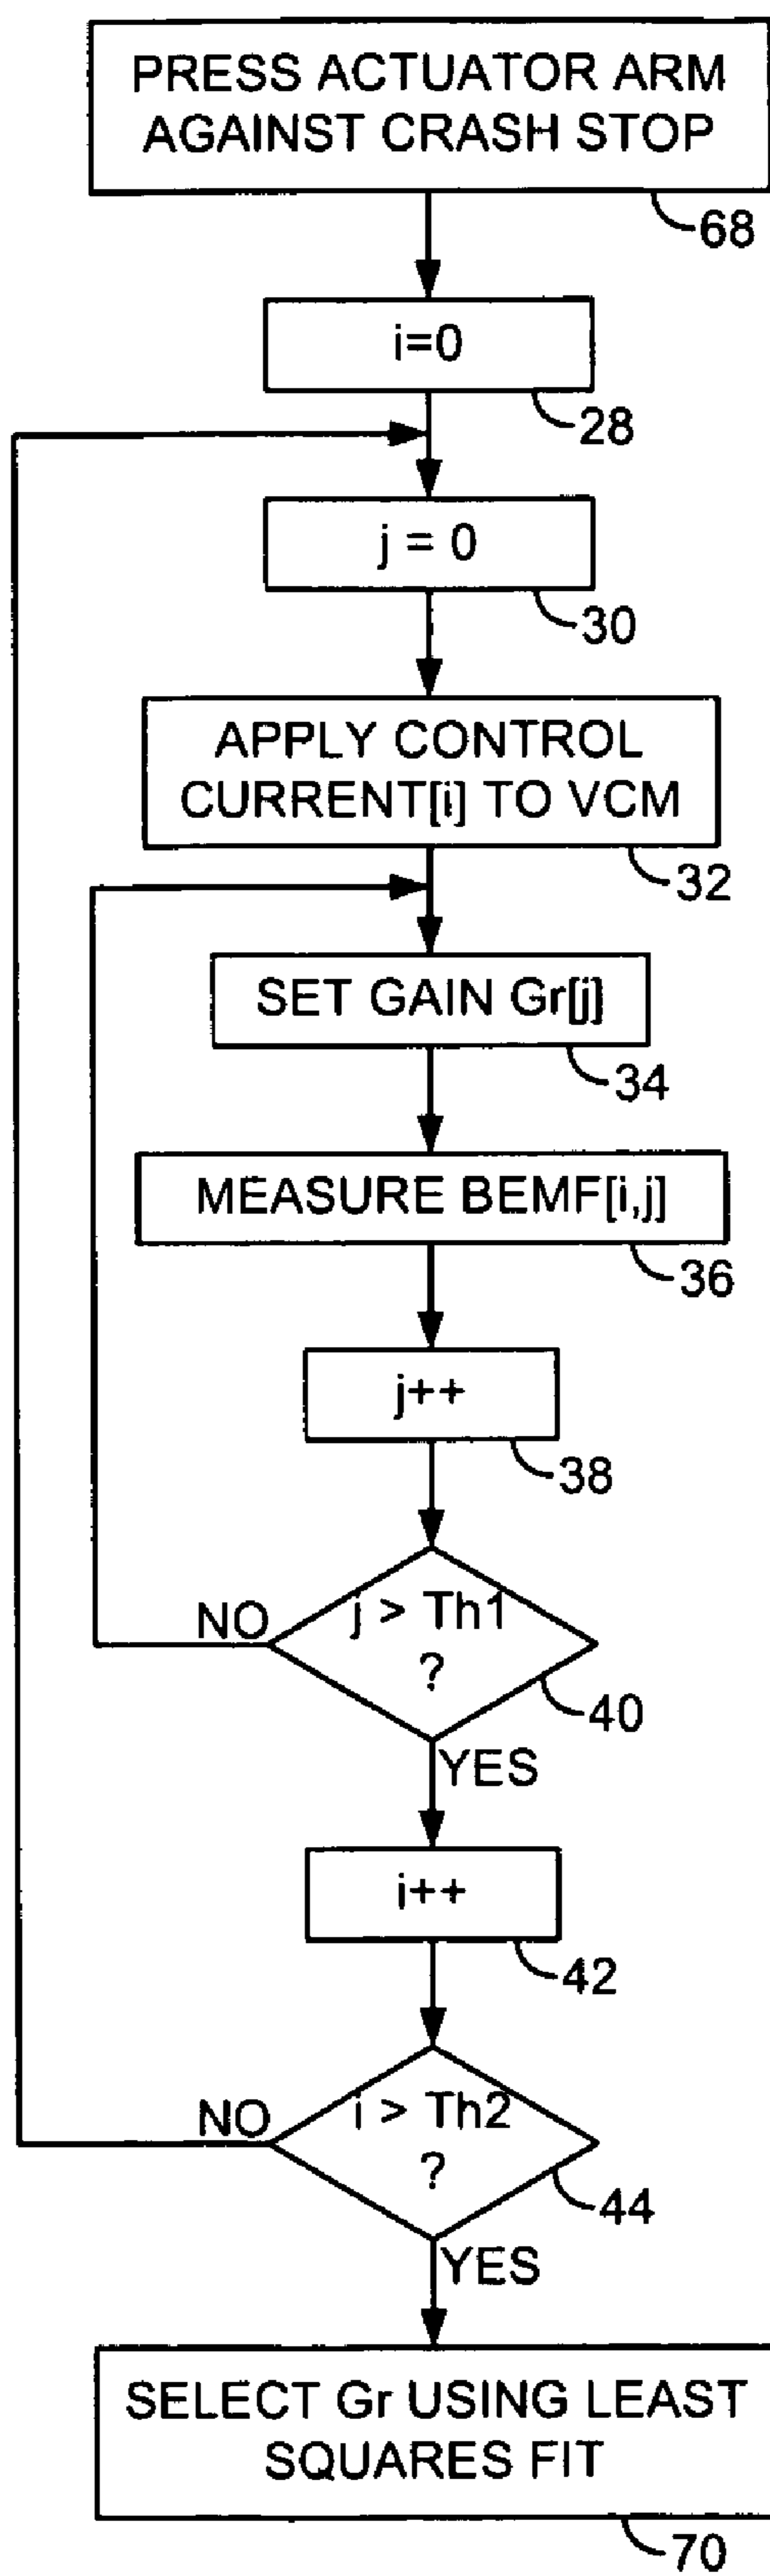 PRESS ACTUATOR ARM
AGAINST CRASH STOP
68
i=0
28
j = 0
30
APPLY CONTROL
CURRENT[i] TO VCM
32
SET GAIN Gr[j]
34
MEASURE BEMF[i,j]
36
j++
38
NO
j > Th1
?
40
YES
i++
42
NO
i > Th2
?
44
YES
SELECT Gr USING LEAST
SQUARES FIT
70